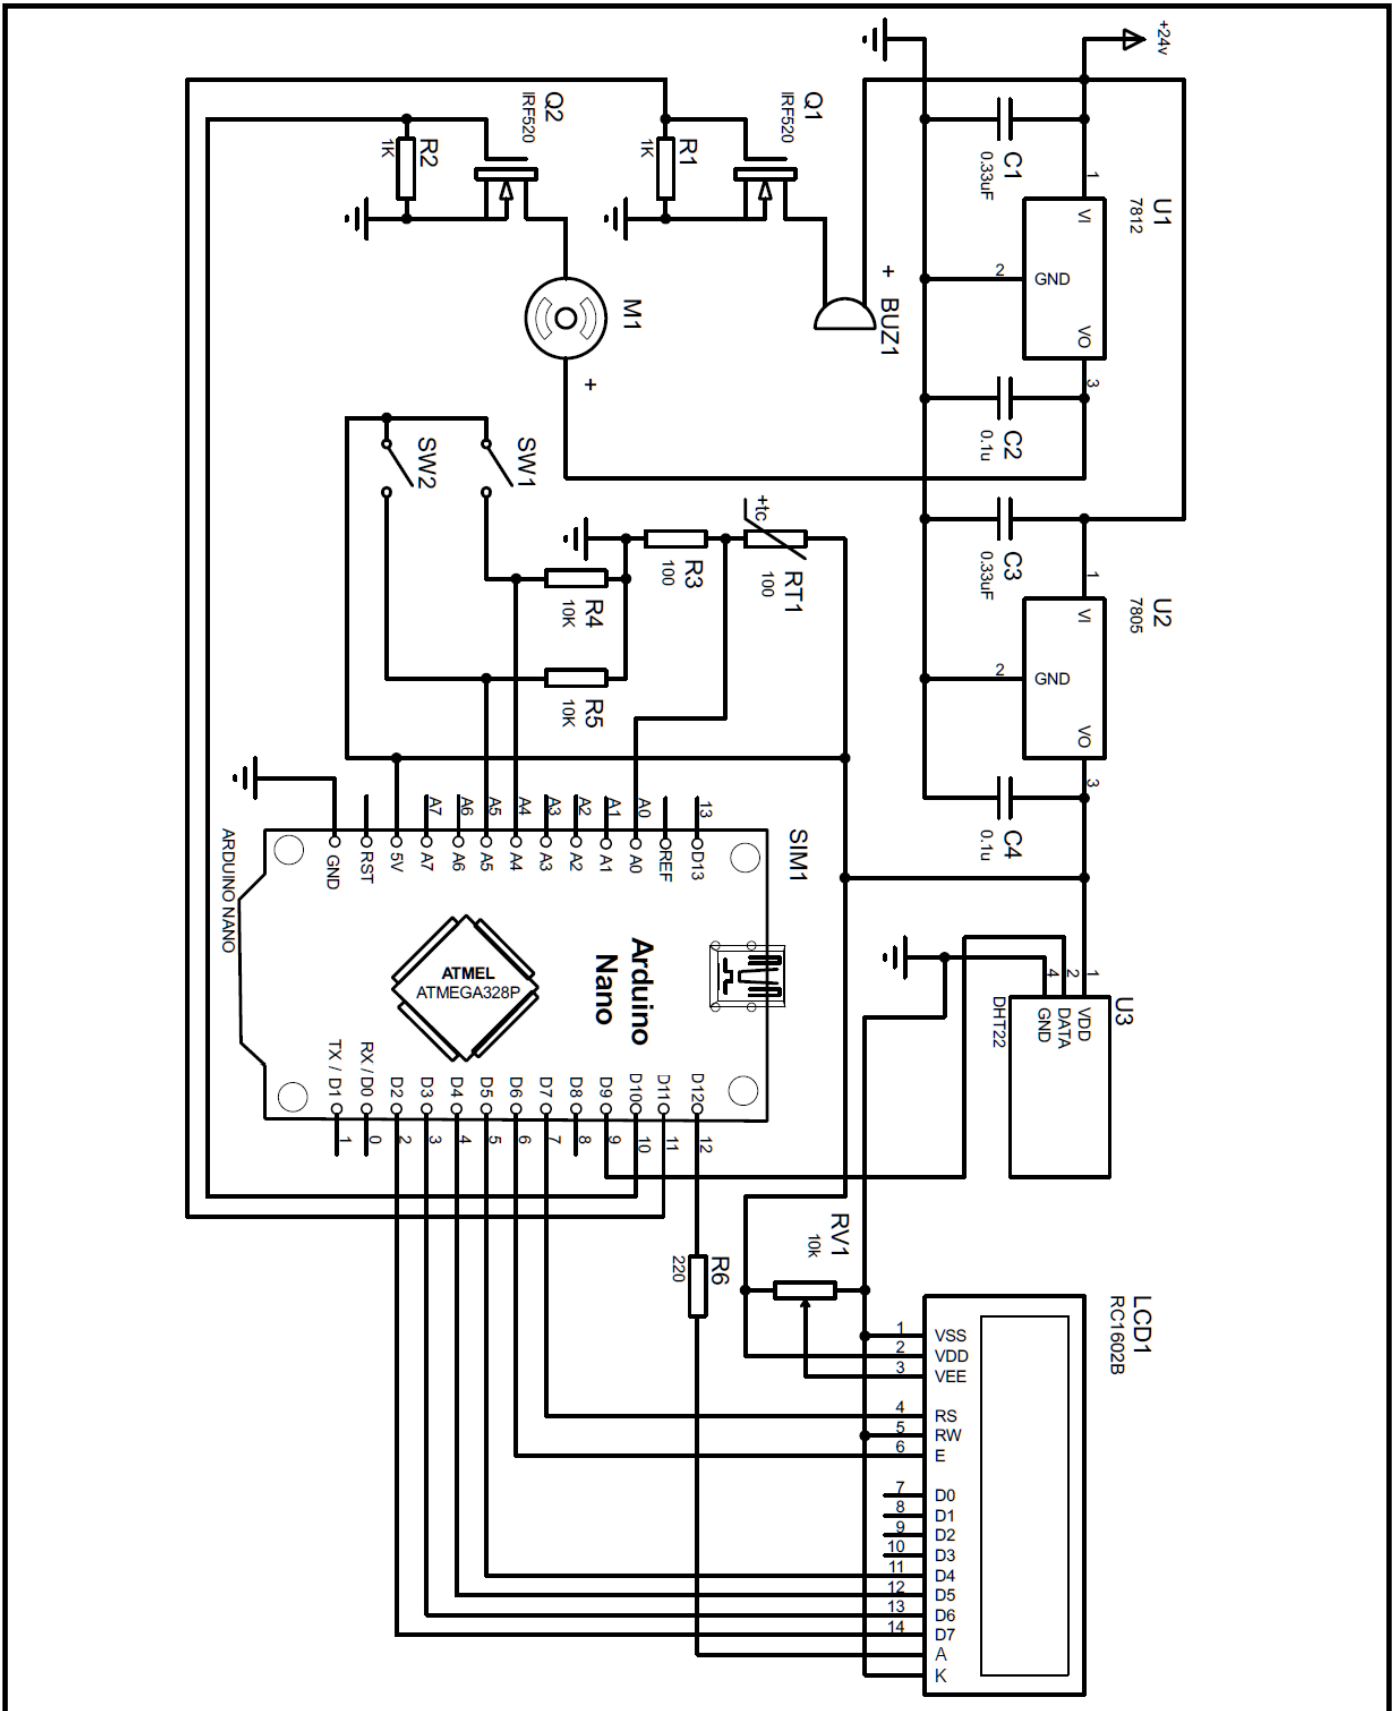 +24v
Q1
IRF520
Q2
IRF520
R1
1K
R2
1K
C1
0.33uF
U1
7812
1
VI
2
GND
VO
3
+
BUZ1
M1
+
C2
0.1u
SW1
SW2
+tc
RT1
100
R3
100
R4
10K
R5
10K
C3
0.33uF
U2
7805
1
VI
2
GND
VO
3
C4
0.1u
SIM1
ARDUINO NANO
A7
A6
A5
A4
A3
A2
A1
A0
13
GND
RST
5V
A7
A6
A5
A4
A3
A2
A1
A0
REF
D13
Arduino
Nano
ATMEL
ATMEGA328P
TX / D1
RX / D0
D2
D3
D4
D5
D6
D7
D8
D9
D10
D11
D12
1
0
2
3
4
5
6
7
8
9
10
11
12
U3
DHT22
1
2
4
VDD
DATA
GND
R6
220
RV1
10k
LCD1
RC1602B
1 VSS
2 VDD
3 VEE
4 RS
5 RW
6 E
7 D0
8 D1
9 D2
10 D3
11 D4
12 D5
13 D6
14 D7
A
K